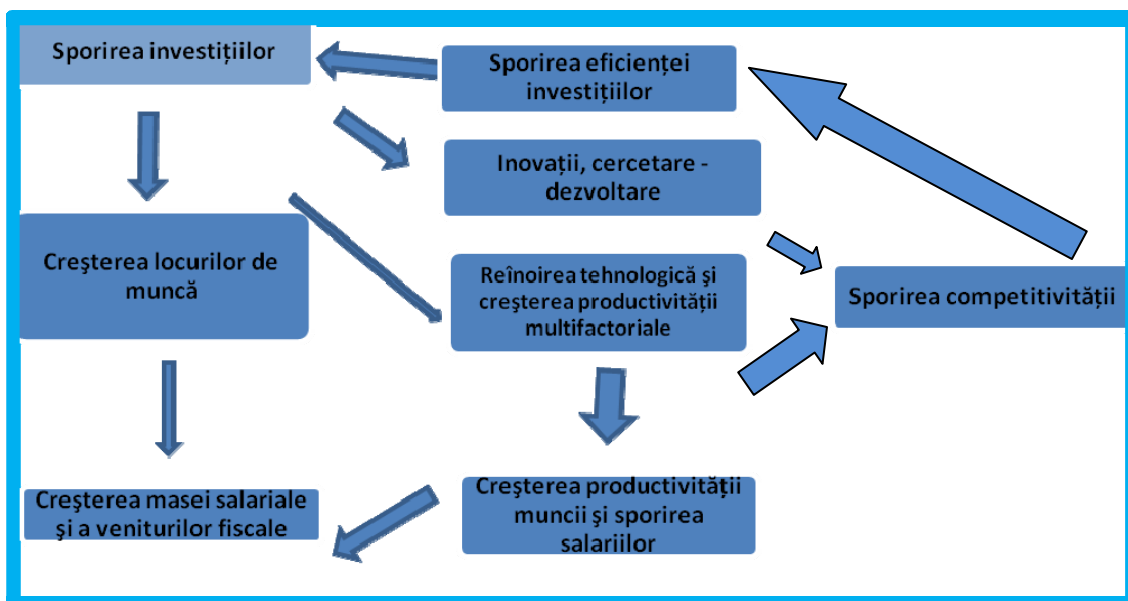 Sporirea investițiilor
Sporirea eficienței
investițiilor
Inovații, cercetare -
dezvoltare
Creşterea locurilor de
muncă
Reînoirea tehnologică şi
creşterea productivității
multifactoriale
Sporirea competitivității
Creşterea masei salariale
şi a veniturilor fiscale
Creşterea productivității
muncii şi sporirea
salariilor